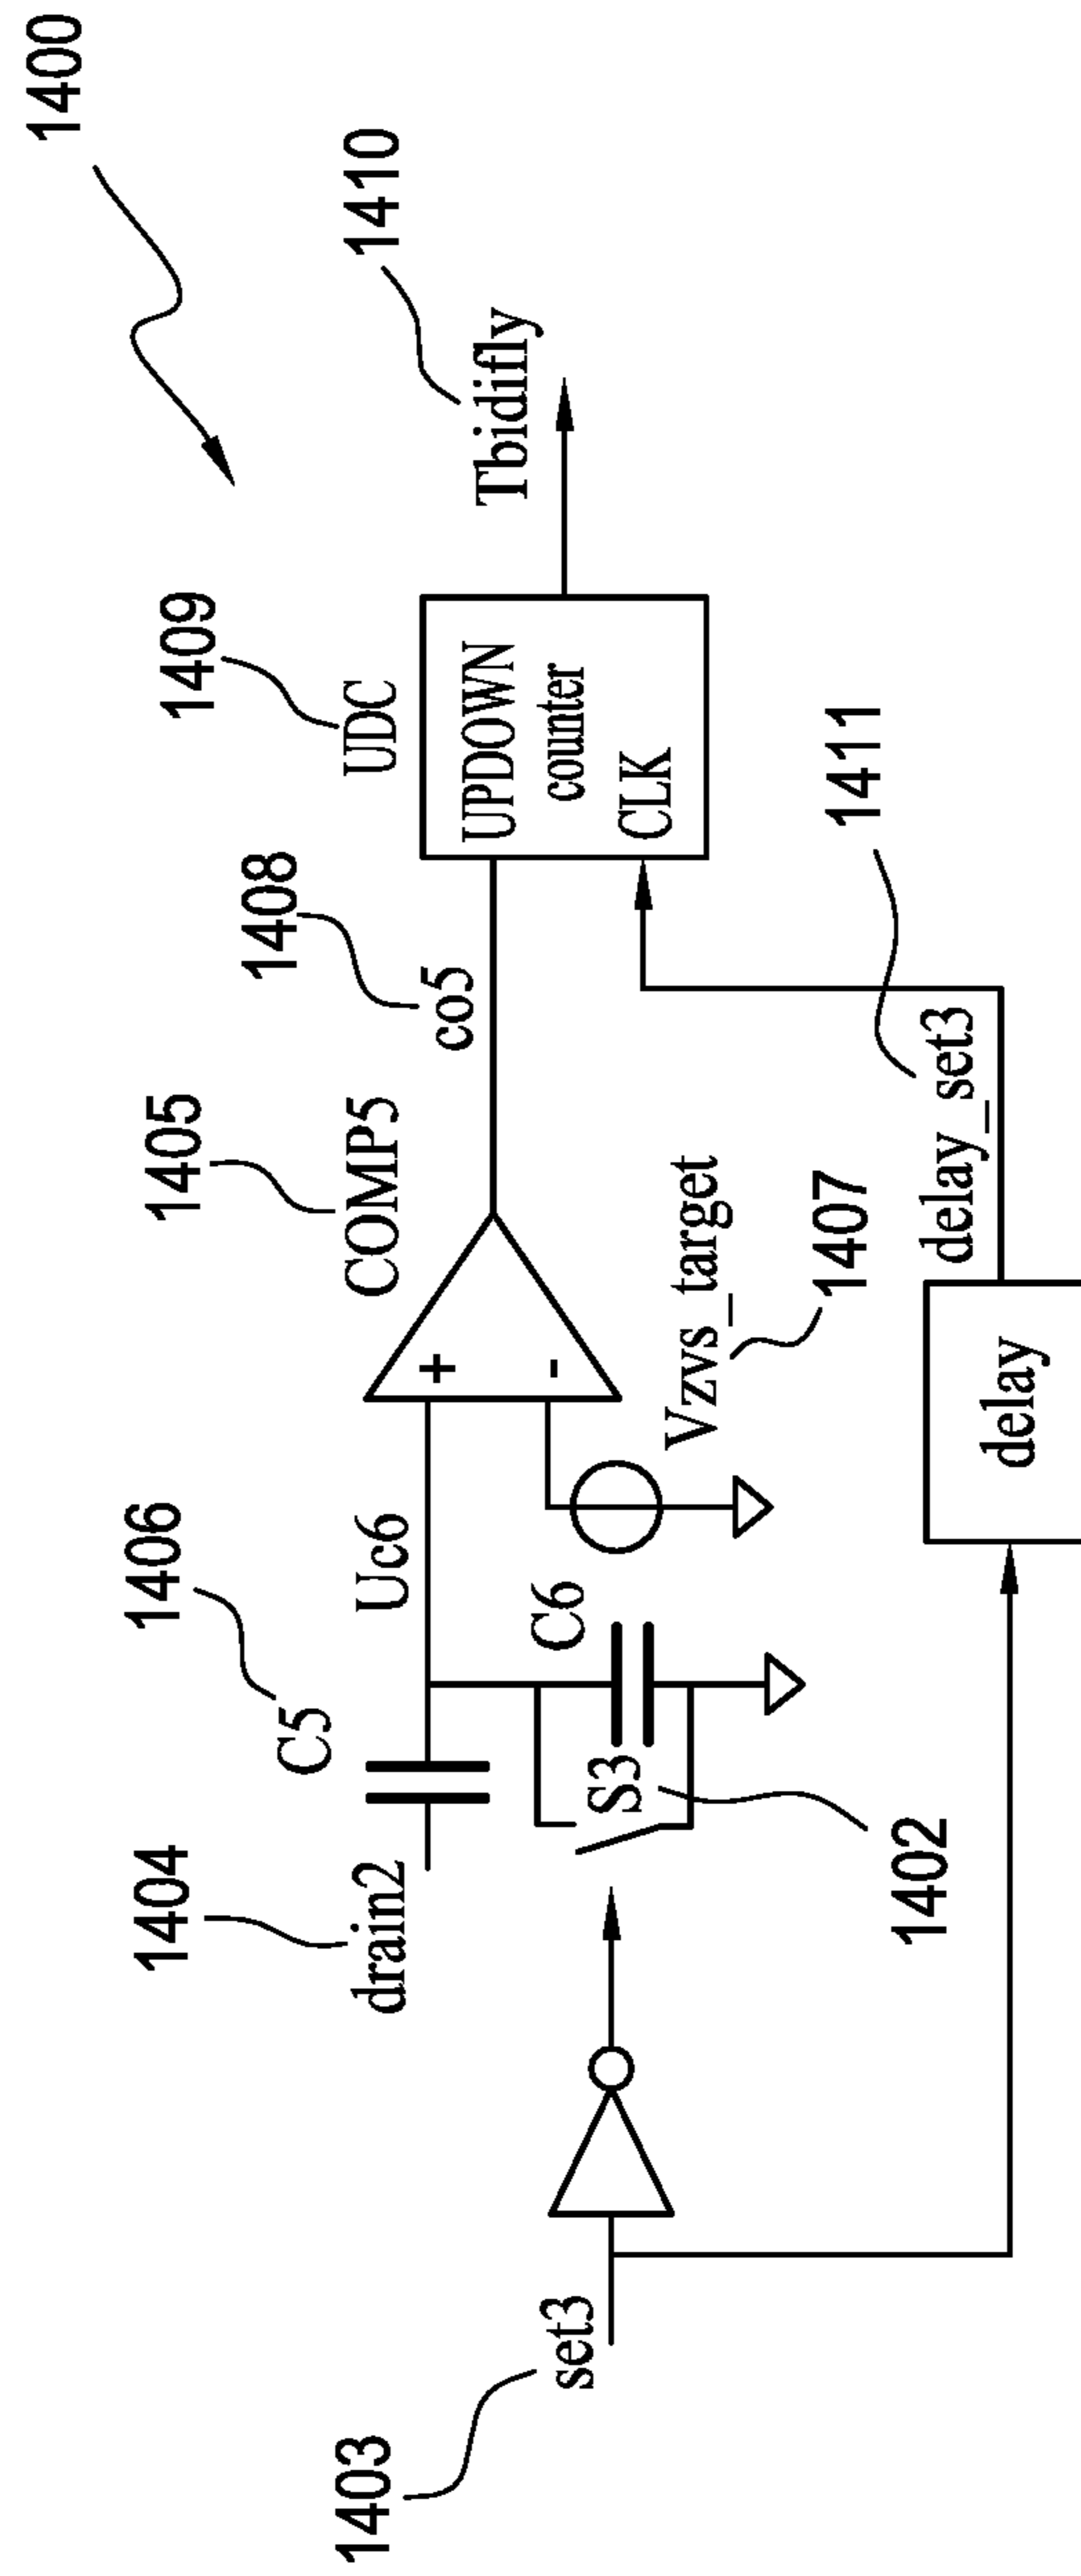 1400
1410
Tbidifly
1409
UDC
UPDOWN
counter
CLK
1408
co5
1411
delay_set3
1405
COMP5
+
-
Vzvs_target
1407
delay
1406
Uc6
C5
C6
S3
1402
1404
drain2
1403
set3